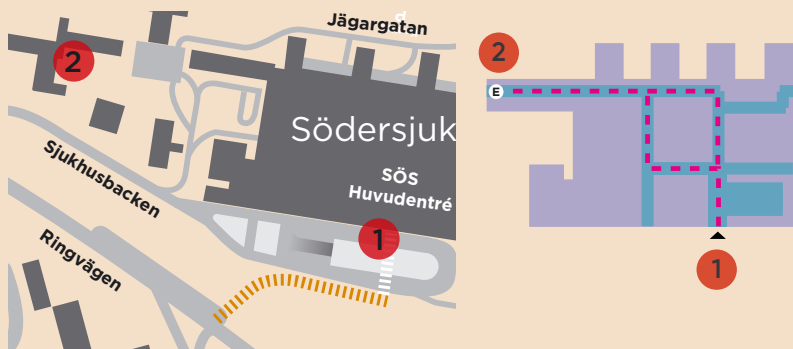 Jägargatan
2
Södersjuk
SÖS
Huvudentré
Sjukhusbacken
1
Ringvägen
2
E
1